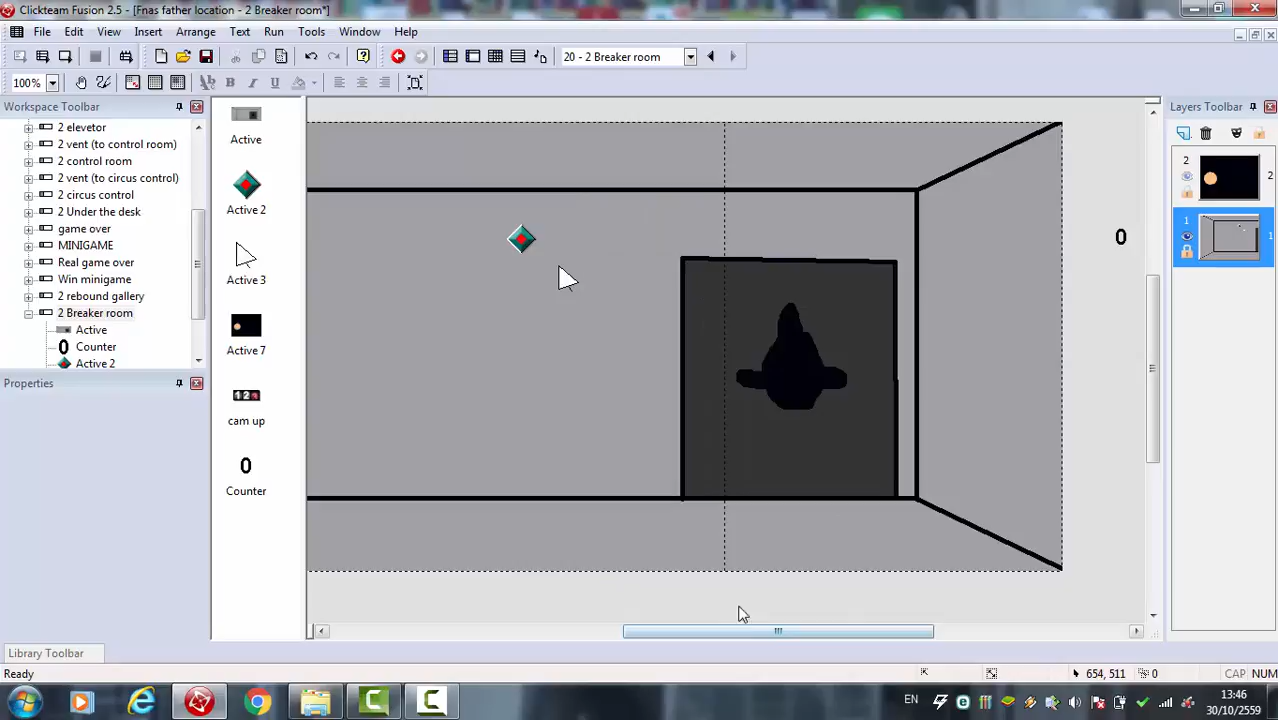 Clickteam Fusion 2.5 - [Fnas father location - 2 Breaker room*]
File Edit View Insert Arrange Text Run Tools Window Help
20 - 2 Breaker room
100%
Workspace Toolbar
2 elevetor
2 vent (to control room)
2 control room
2 vent (to circus control)
2 circus control
2 Under the desk
game over
MINIGAME
Real game over
Win minigame
2 rebound gallery
2 Breaker room
Active
Counter
Active 2
Properties
Library Toolbar
Active
Active 2
Active 3
Active 7
123
cam up
0
Counter
0
Layers Toolbar
2
2
1
1
Ready
654, 511
0
CAP
NUM
EN
13:46
30/10/2559